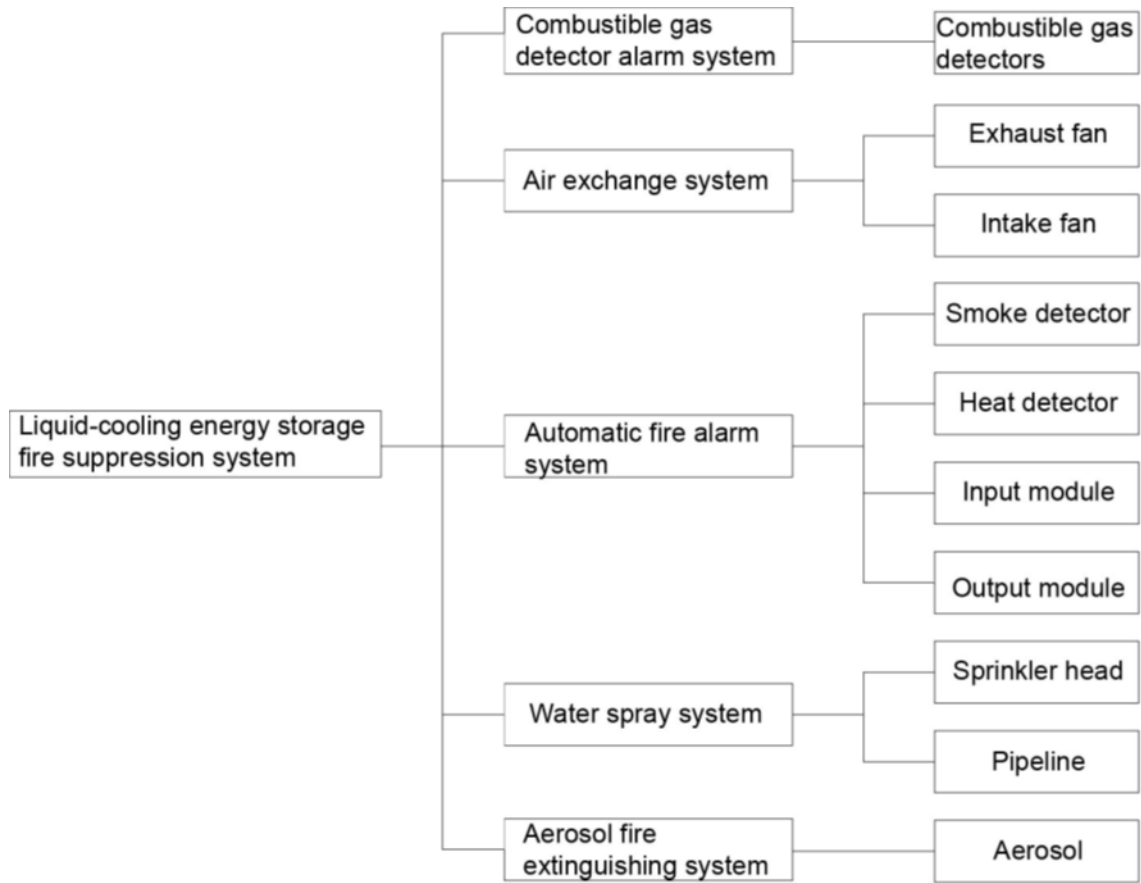 Combustible gas
detector alarm system
Combustible gas
detectors
Air exchange system
Exhaust fan
Intake fan
Liquid-cooling energy storage
fire suppression system
Automatic fire alarm
system
Smoke detector
Heat detector
Input module
Output module
Water spray system
Sprinkler head
Pipeline
Aerosol fire
extinguishing system
Aerosol